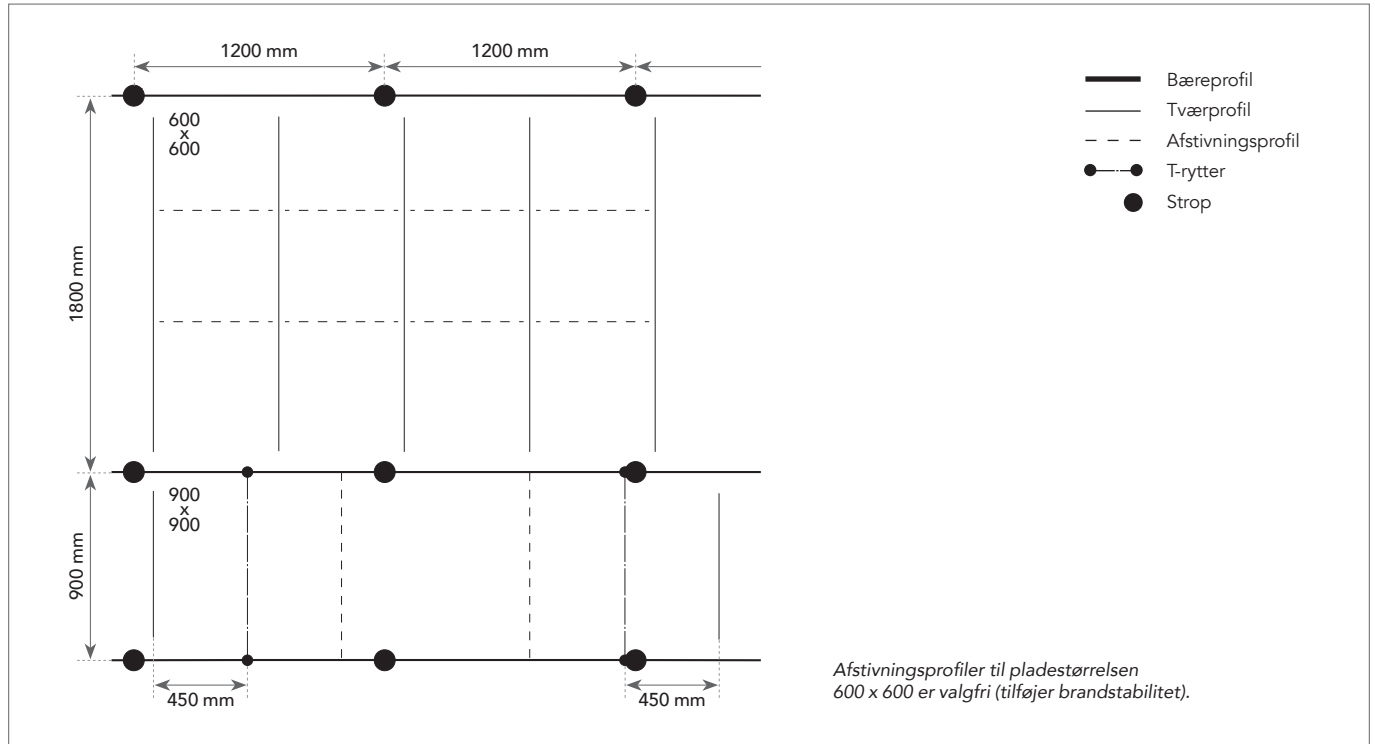 1200 mm
1200 mm
600
x
600
1800 mm
900
x
900
900 mm
450 mm
450 mm
Bæreprofil
Tværprofil
Afstivningsprofil
T-rytter
Strop
Afstivningsprofiler til pladestørrelsen
600 x 600 er valgfri (tilføjer brandstabilitet).